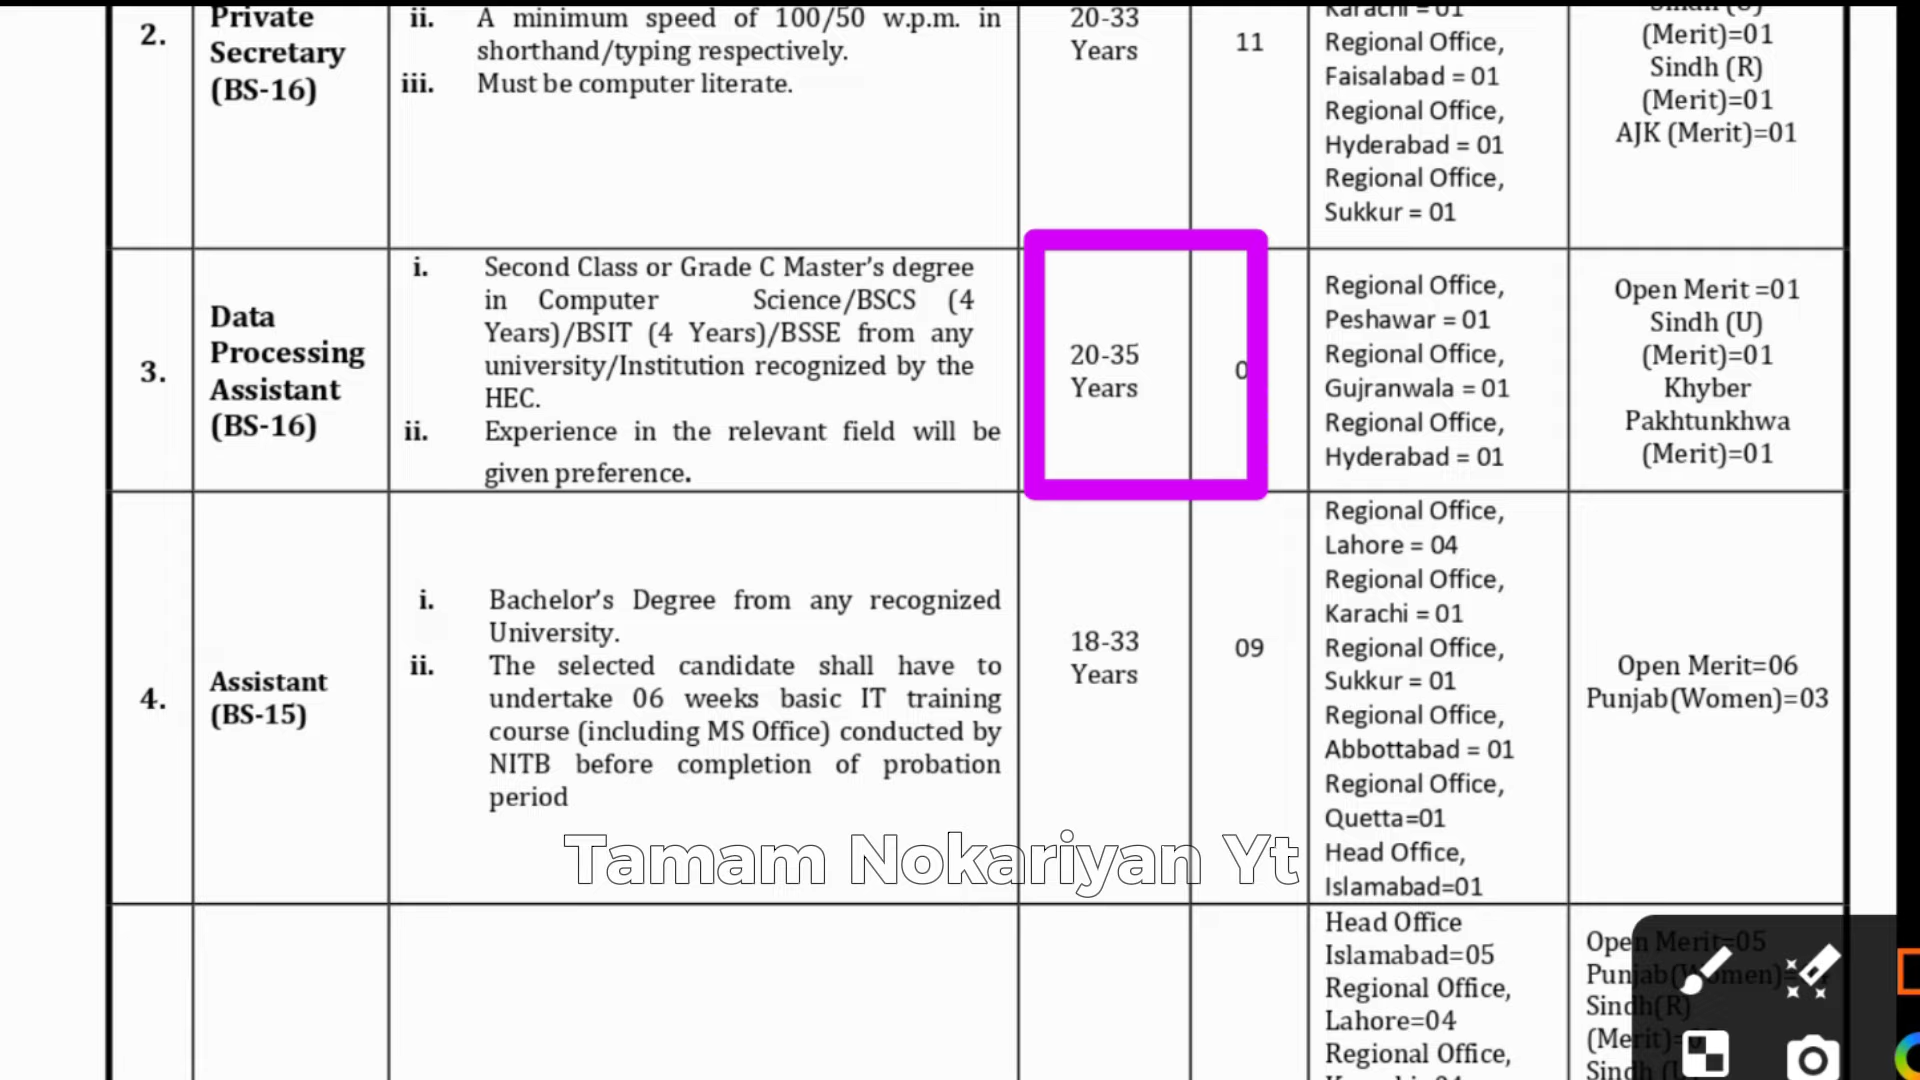 2.
Private
Secretary
(BS-16)
ii. A minimum speed of 100/50 w.p.m. in
shorthand/typing respectively.
iii. Must be computer literate.
20-33
Years
11
Karachi = 01
Regional Office,
Faisalabad = 01
Regional Office,
Hyderabad = 01
Regional Office,
Sukkur = 01
Sindh (U)
(Merit)=01
Sindh (R)
(Merit)=01
AJK (Merit)=01
3.
Data
Processing
Assistant
(BS-16)
i. Second Class or Grade C Master's degree
in Computer Science/BSCS (4
Years)/BSIT (4 Years)/BSSE from any
university/Institution recognized by the
HEC.
ii. Experience in the relevant field will be
given preference.
20-35
Years
0
Regional Office,
Peshawar = 01
Regional Office,
Gujranwala = 01
Regional Office,
Hyderabad = 01
Open Merit =01
Sindh (U)
(Merit)=01
Khyber
Pakhtunkhwa
(Merit)=01
4.
Assistant
(BS-15)
i. Bachelor's Degree from any recognized
University.
ii. The selected candidate shall have to
undertake 06 weeks basic IT training
course (including MS Office) conducted by
NITB before completion of probation
period
18-33
Years
09
Regional Office,
Lahore = 04
Regional Office,
Karachi = 01
Regional Office,
Sukkur = 01
Regional Office,
Abbottabad = 01
Regional Office,
Quetta=01
Head Office,
Islamabad=01
Open Merit=06
Punjab(Women)=03
Tamam Nokariyan Yt
Head Office
Islamabad=05
Regional Office,
Lahore=04
Regional Office,
Open Merit=05
Punjab(Women)=
Sindh(R)
(Merit)=
Sindh